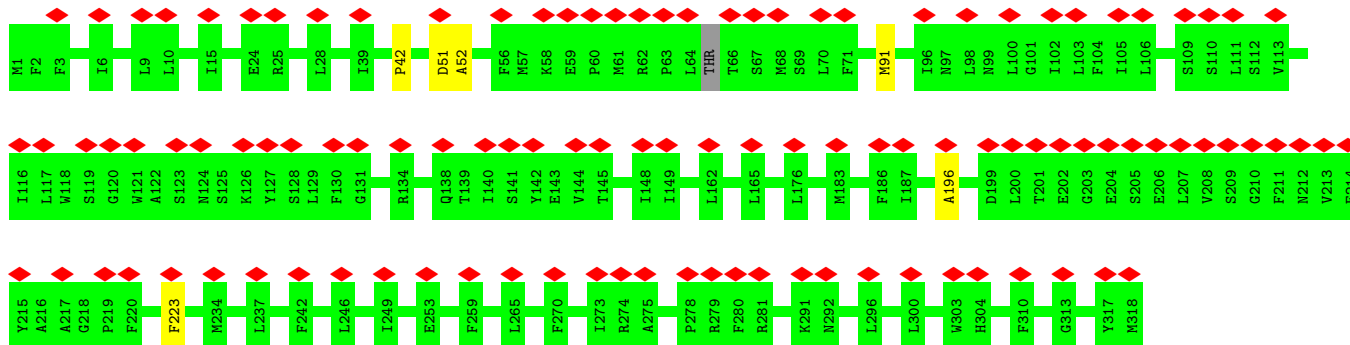 M1 F2 F3 I6 L9 L10 I15 E24 R25 L28 I39 P42 D51 A52 F56 M57 K58 E59 P60 M61 R62 P63 L64 THR T66 S67 M68 S69 L70 F71 M91 I96 N97 L98 N99 L100 G101 I102 L103 F104 I105 L106 S109 S110 L111 S112 V113
I116 L117 W118 S119 G120 W121 A122 S123 N124 S125 K126 Y127 S128 L129 F130 G131 R134 Q138 T139 I140 S141 Y142 E143 V144 T145 I148 I149 L162 L165 L176 M183 F186 I187 A196 D199 L200 T201 E202 G203 E204 S205 E206 L207 V208 S209 G210 F211 N212 V213
Y215 A216 A217 G218 P219 F220 F223 M234 L237 F242 L246 I249 E253 F259 L265 F270 I273 R274 A275 P278 R279 F280 R281 K291 N292 L296 L300 W303 H304 F310 G313 Y317 M318